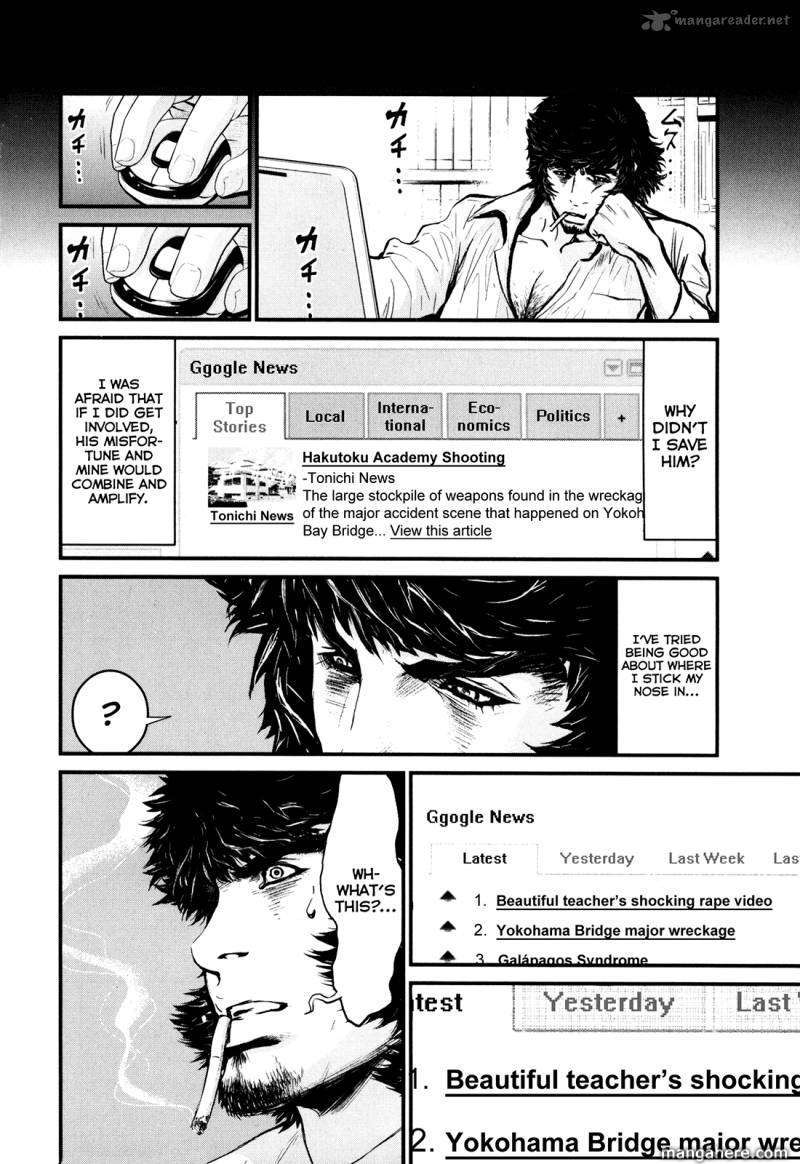 mangareader.net
ムス…
カチ…
カチ…
カチ…
カチ…
WHY
DIDN'T
I SAVE
HIM?
Ggogle News
Top
Stories
Local
Interna-
tional
Eco-
nomics
Politics
+
Hakutoku Academy Shooting
-Tonichi News
The large stockpile of weapons found in the wreckag
of the major accident scene that happened on Yokoh
Bay Bridge... View this article
Tonichi News
I WAS
AFRAID THAT
IF I DID GET
INVOLVED,
HIS MISFOR-
TUNE AND
MINE WOULD
COMBINE AND
AMPLIFY.
I'VE TRIED
BEING GOOD
ABOUT WHERE
I STICK MY
NOSE IN...
?
Ggogle News
Latest Yesterday Last Week Las
1. Beautiful teacher's shocking rape video
2. Yokohama Bridge major wreckage
3. Galápagos Syndrome
test Yesterday Last W
1. Beautiful teacher's shocking
2. Yokohama Bridge major wre
WH-
WHAT'S
THIS?...
mangahere.com